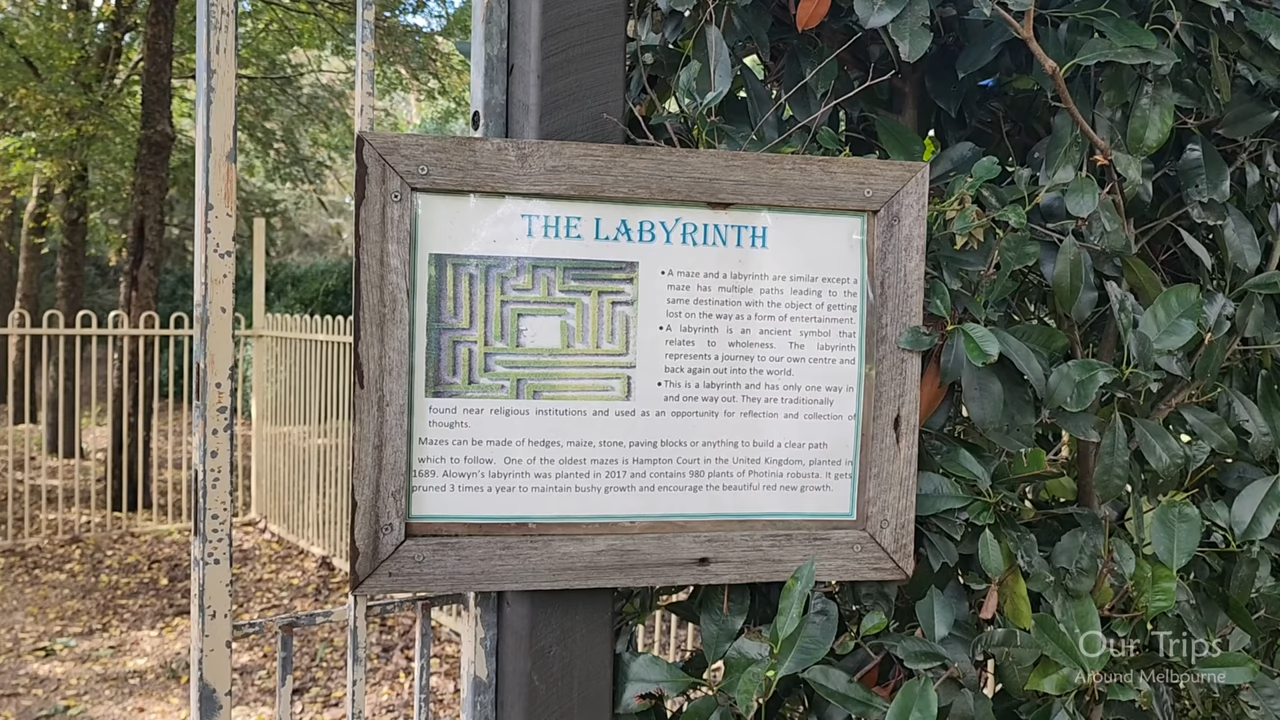 THE LABYRINTH
• A maze and a labyrinth are similar except a
maze has multiple paths leading to the
same destination with the object of getting
lost on the way as a form of entertainment.
• A labyrinth is an ancient symbol that
relates to wholeness. The labyrinth
represents a journey to our own centre and
back again out into the world.
• This is a labyrinth and has only one way in
and one way out. They are traditionally
found near religious institutions and used as an opportunity for reflection and collection of
thoughts.
Mazes can be made of hedges, maize, stone, paving blocks or anything to build a clear path
which to follow. One of the oldest mazes is Hampton Court in the United Kingdom, planted in
1689. Alowyn's labyrinth was planted in 2017 and contains 980 plants of Photinia robusta. It gets
pruned 3 times a year to maintain bushy growth and encourage the beautiful red new growth.
Our Trips
Around Melbourne